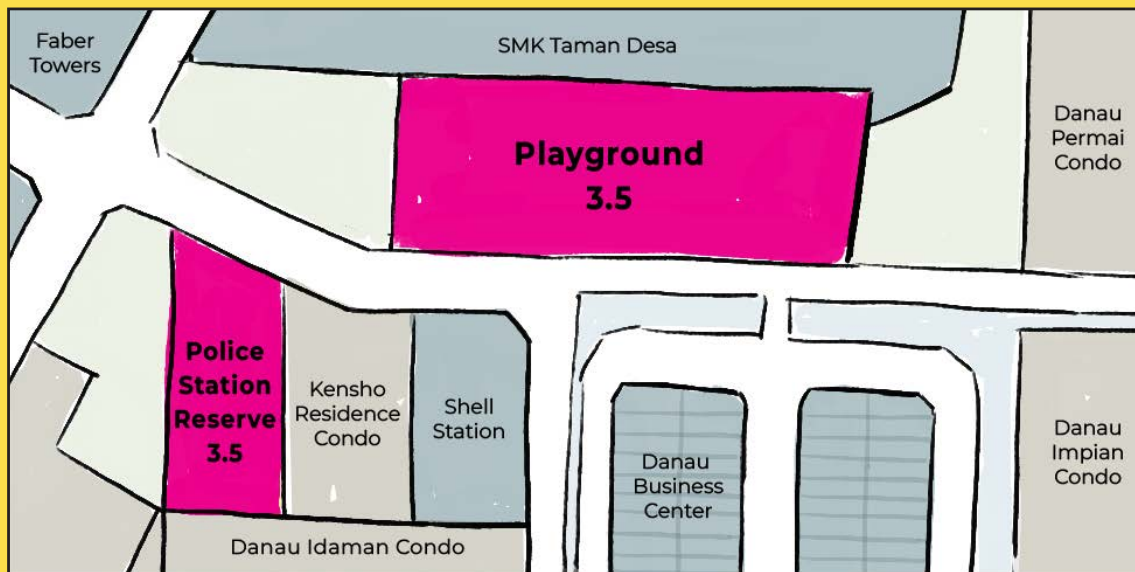 Faber
Towers
SMK Taman Desa
Danau
Permai
Condo
Playground
3.5
Police
Station
Reserve
3.5
Kensho
Residence
Condo
Shell
Station
Danau
Business
Center
Danau
Impian
Condo
Danau Idaman Condo